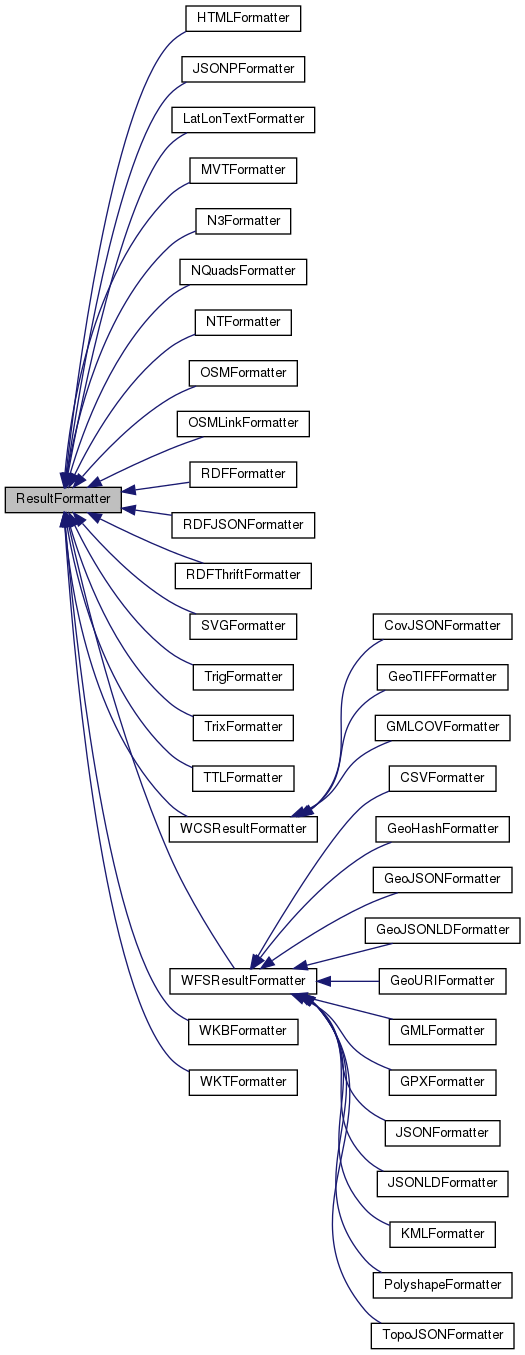 HTMLFormatter
JSONPFormatter
LatLonTextFormatter
MVTFormatter
N3Formatter
NQuadsFormatter
NTFormatter
OSMFormatter
OSMLinkFormatter
RDFFormatter
ResultFormatter
RDFJSONFormatter
RDFThriftFormatter
SVGFormatter
CovJSONFormatter
TrigFormatter
GeoTIFFFormatter
TrixFormatter
GMLCOVFormatter
TTLFormatter
CSVFormatter
WCSResultFormatter
GeoHashFormatter
GeoJSONFormatter
GeoJSONLDFormatter
WFSResultFormatter
GeoURIFormatter
WKBFormatter
GMLFormatter
WKTFormatter
GPXFormatter
JSONFormatter
JSONLDFormatter
KMLFormatter
PolyshapeFormatter
TopoJSONFormatter